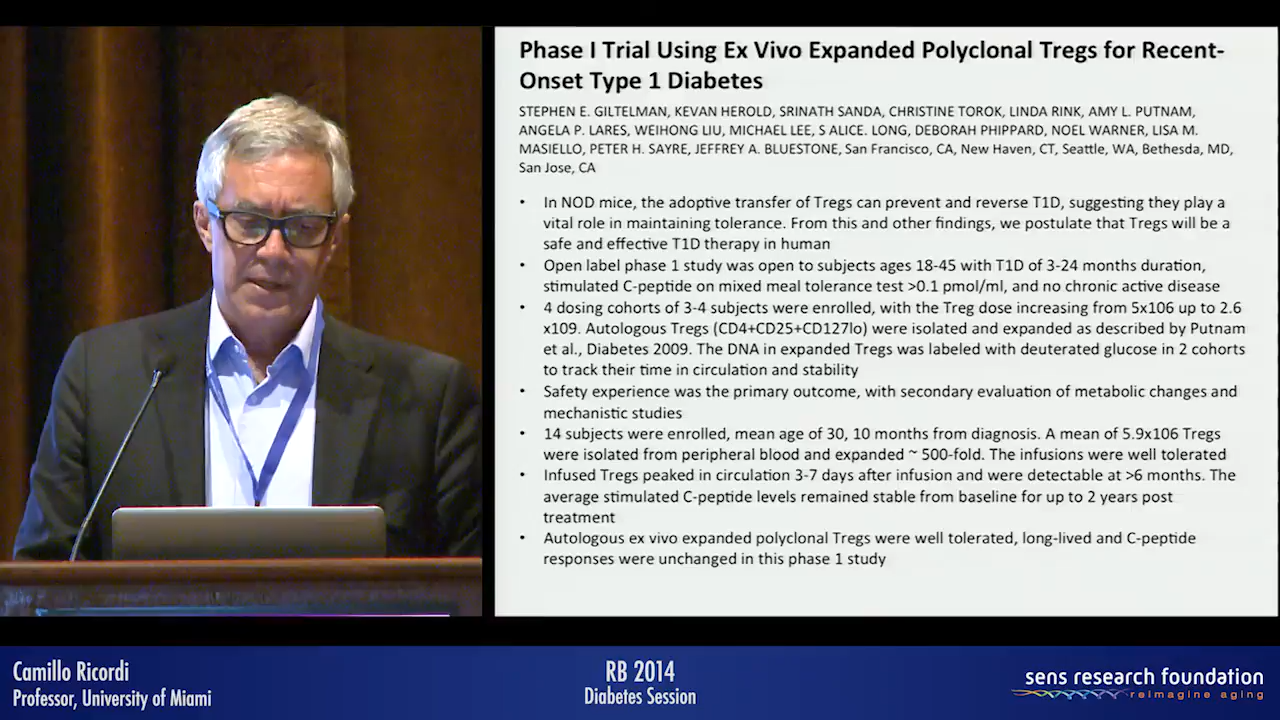 Phase I Trial Using Ex Vivo Expanded Polyclonal Tregs for Recent-
Onset Type 1 Diabetes
STEPHEN E. GILTELMAN, KEVAN HEROLD, SRINATH SANDA, CHRISTINE TOROK, LINDA RINK, AMY L. PUTNAM,
ANGELA P. LARES, WEIHONG LIU, MICHAEL LEE, S ALICE. LONG, DEBORAH PHIPPARD, NOEL WARNER, LISA M.
MASIELLO, PETER H. SAYRE, JEFFREY A. BLUESTONE, San Francisco, CA, New Haven, CT, Seattle, WA, Bethesda, MD,
San Jose, CA
• In NOD mice, the adoptive transfer of Tregs can prevent and reverse T1D, suggesting they play a
vital role in maintaining tolerance. From this and other findings, we postulate that Tregs will be a
safe and effective T1D therapy in human
• Open label phase 1 study was open to subjects ages 18-45 with T1D of 3-24 months duration,
stimulated C-peptide on mixed meal tolerance test >0.1 pmol/ml, and no chronic active disease
• 4 dosing cohorts of 3-4 subjects were enrolled, with the Treg dose increasing from 5x106 up to 2.6
x109. Autologous Tregs (CD4+CD25+CD127lo) were isolated and expanded as described by Putnam
et al., Diabetes 2009. The DNA in expanded Tregs was labeled with deuterated glucose in 2 cohorts
to track their time in circulation and stability
• Safety experience was the primary outcome, with secondary evaluation of metabolic changes and
mechanistic studies
• 14 subjects were enrolled, mean age of 30, 10 months from diagnosis. A mean of 5.9x106 Tregs
were isolated from peripheral blood and expanded ~ 500-fold. The infusions were well tolerated
• Infused Tregs peaked in circulation 3-7 days after infusion and were detectable at >6 months. The
average stimulated C-peptide levels remained stable from baseline for up to 2 years post
treatment
• Autologous ex vivo expanded polyclonal Tregs were well tolerated, long-lived and C-peptide
responses were unchanged in this phase 1 study
Camillo Ricordi
Professor, University of Miami
RB 2014
Diabetes Session
sens research foundation
reimagine aging